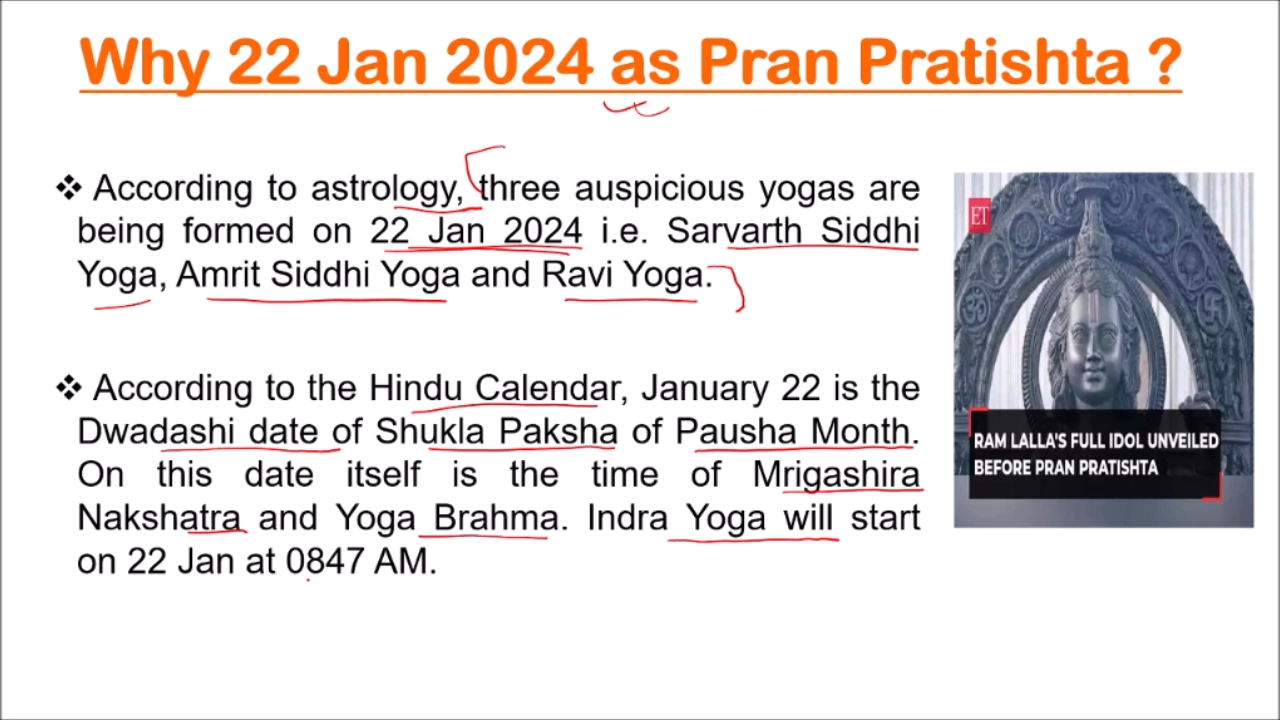 Why 22 Jan 2024 as Pran Pratishta ?
❖ According to astrology, three auspicious yogas are
being formed on 22 Jan 2024 i.e. Sarvarth Siddhi
Yoga, Amrit Siddhi Yoga and Ravi Yoga.
❖ According to the Hindu Calendar, January 22 is the
Dwadashi date of Shukla Paksha of Pausha Month.
On this date itself is the time of Mrigashira
Nakshatra and Yoga Brahma. Indra Yoga will start
on 22 Jan at 0847 AM.
ET
ॐ
RAM LALLA'S FULL IDOL UNVEILED
BEFORE PRAN PRATISHTA